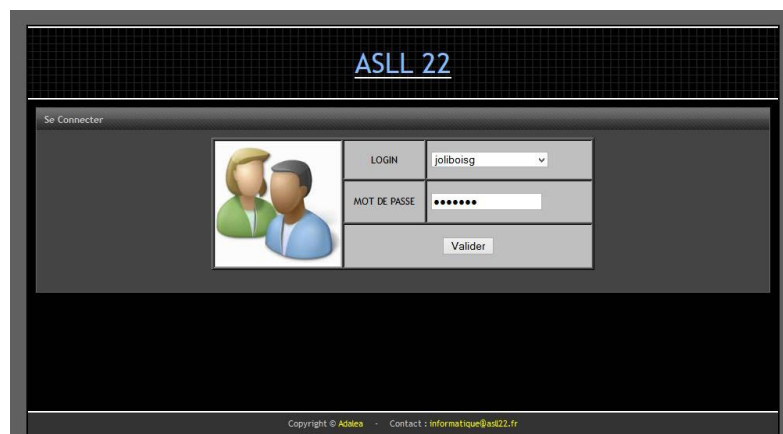 ASLL 22
Se Connecter
LOGIN joliboisg
MOT DE PASSE •••••••
Valider
Copyright © Adalea - Contact : informatique@asll22.fr